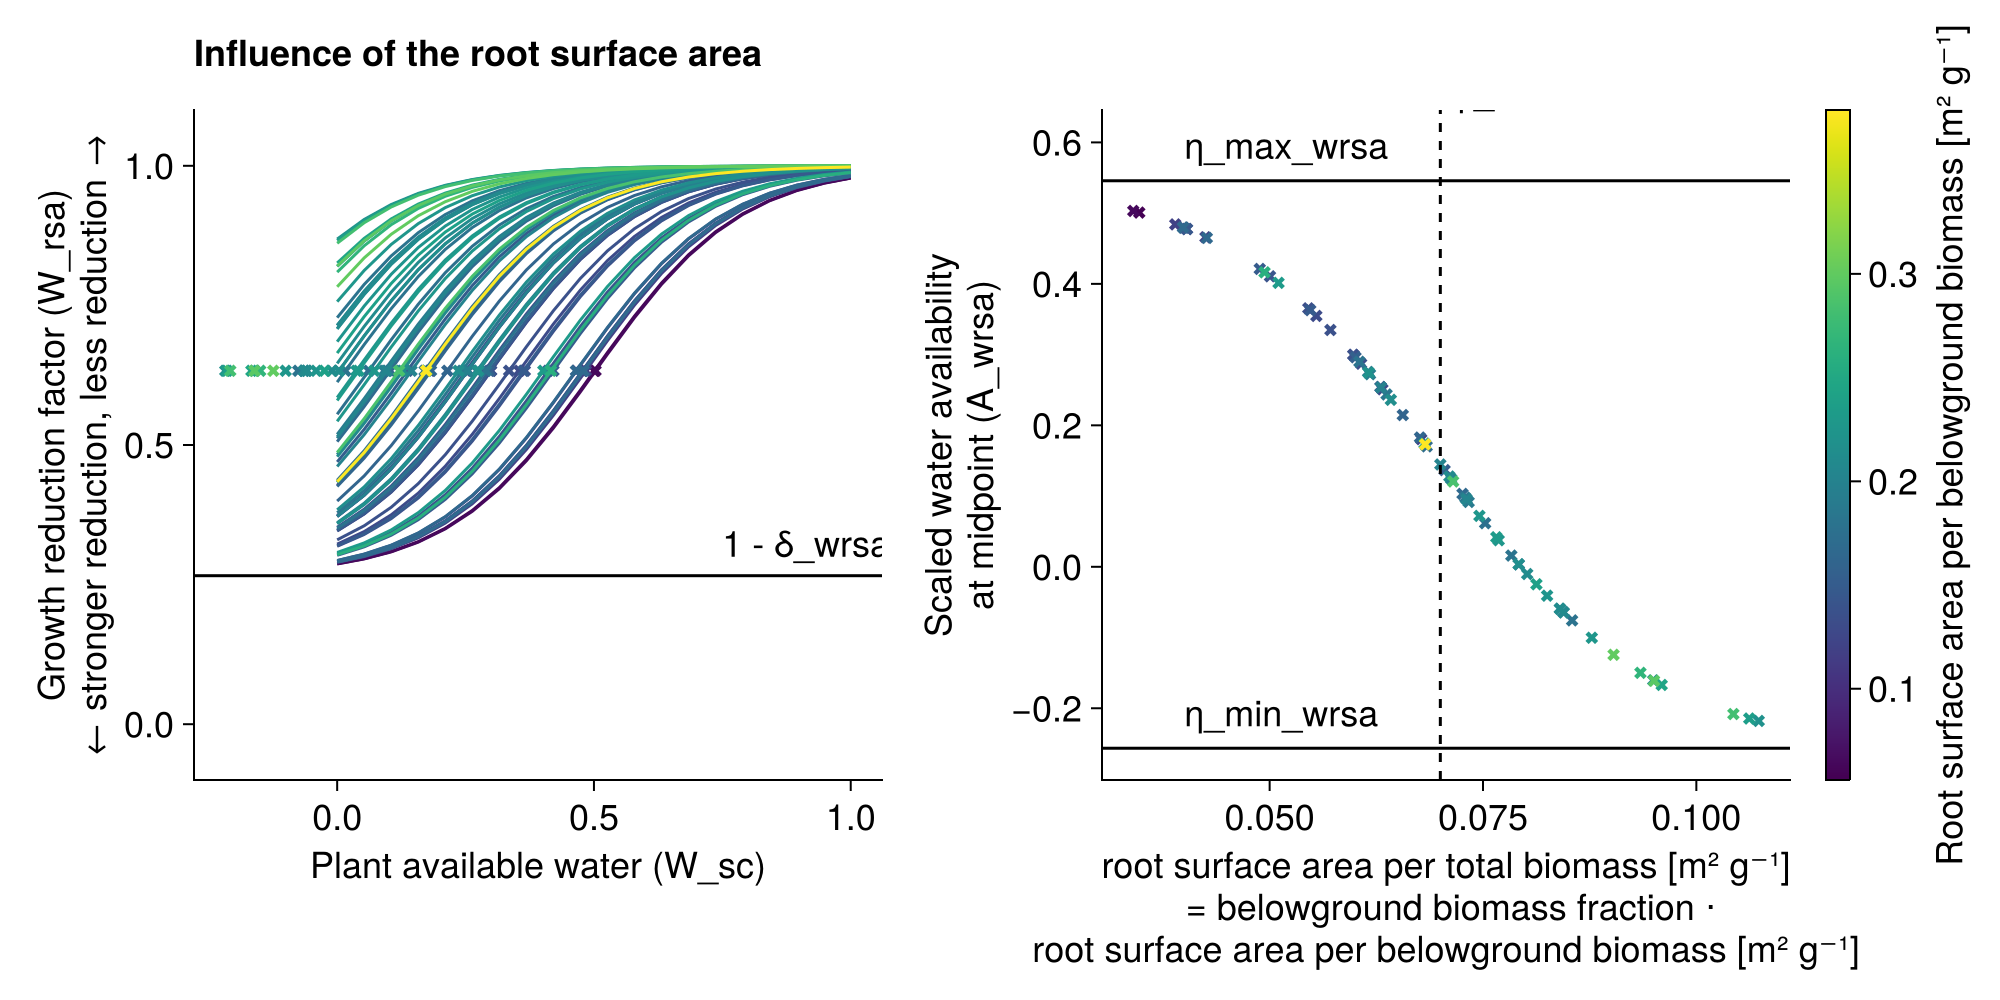 Influence of the root surface area
Growth reduction factor (W_rsa)
← stronger reduction, less reduction →
1.0
0.5
0.0
1 - δ_wrsa
0.0
0.5
1.0
Plant available water (W_sc)
Scaled water availability
at midpoint (A_wrsa)
0.6
0.4
0.2
0.0
−0.2
η_max_wrsa
η_min_wrsa
0.050
0.075
0.100
root surface area per total biomass [m² g⁻¹]
= belowground biomass fraction ·
root surface area per belowground biomass [m² g⁻¹]
0.3
0.2
0.1
Root surface area per belowground biomass [m² g⁻¹]